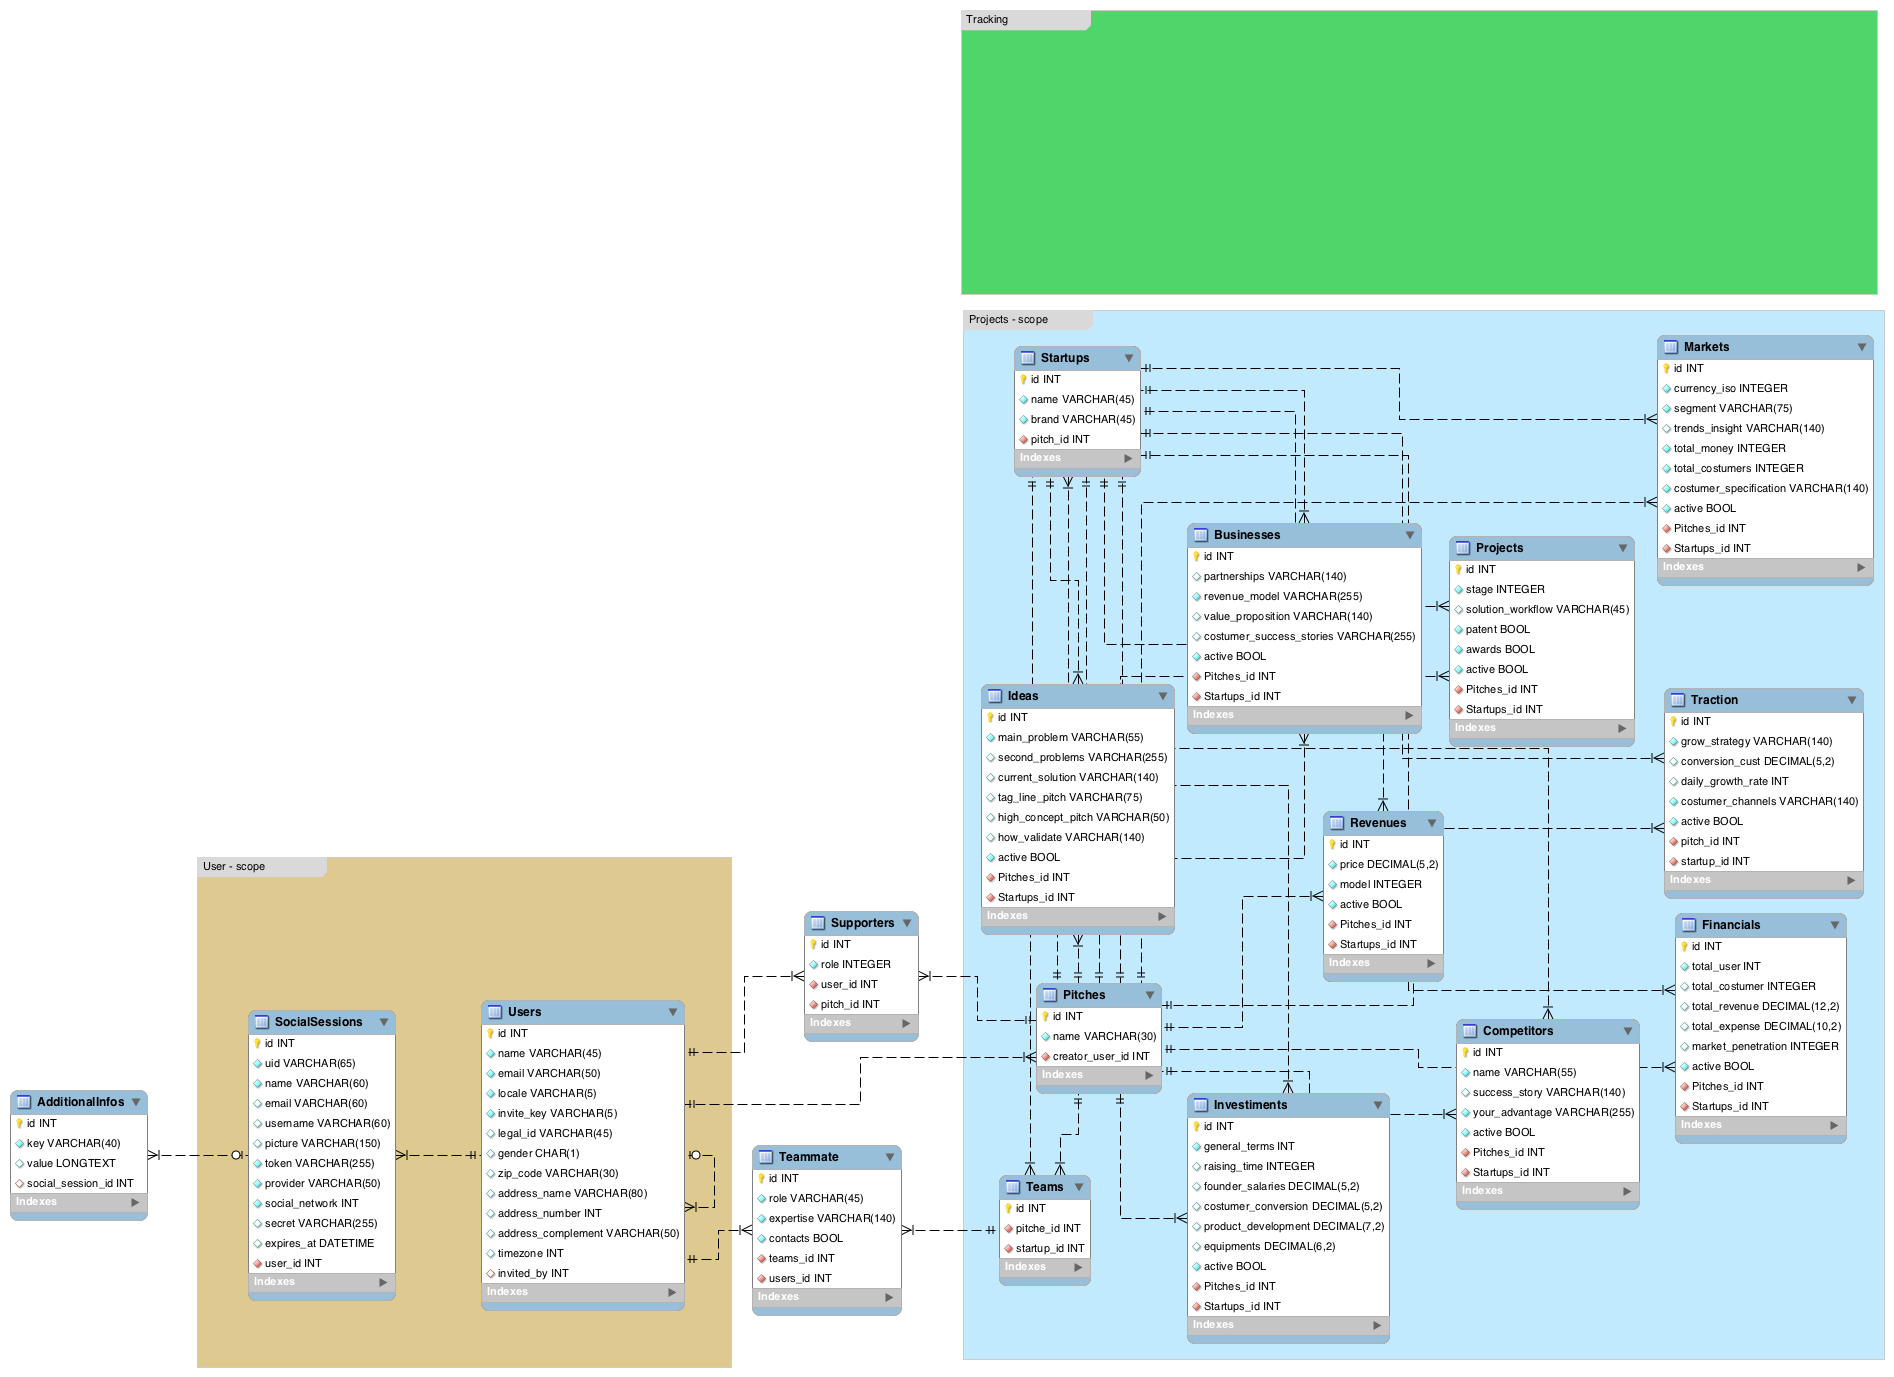 Tracking
Projects - scope
Startups
id INT
name VARCHAR(45)
brand VARCHAR(45)
pitch_id INT
Indexes
Markets
id INT
currency_iso INTEGER
segment VARCHAR(75)
trends_insight VARCHAR(140)
total_money INTEGER
total_costumers INTEGER
costumer_specification VARCHAR(140)
active BOOL
Pitches_id INT
Startups_id INT
Indexes
Businesses
id INT
partnerships VARCHAR(140)
revenue_model VARCHAR(255)
value_proposition VARCHAR(140)
costumer_success_stories VARCHAR(255)
active BOOL
Pitches_id INT
Startups_id INT
Indexes
Projects
id INT
stage INTEGER
solution_workflow VARCHAR(45)
patent BOOL
awards BOOL
active BOOL
Pitches_id INT
Startups_id INT
Indexes
Ideas
id INT
main_problem VARCHAR(55)
second_problems VARCHAR(255)
current_solution VARCHAR(140)
tag_line_pitch VARCHAR(75)
high_concept_pitch VARCHAR(50)
how_validate VARCHAR(140)
active BOOL
Pitches_id INT
Startups_id INT
Indexes
Traction
id INT
grow_strategy VARCHAR(140)
conversion_cust DECIMAL(5,2)
daily_growth_rate INT
costumer_channels VARCHAR(140)
active BOOL
pitch_id INT
startup_id INT
Indexes
Revenues
id INT
price DECIMAL(5,2)
model INTEGER
active BOOL
Pitches_id INT
Startups_id INT
Indexes
User - scope
Supporters
id INT
role INTEGER
user_id INT
pitch_id INT
Indexes
Financials
id INT
total_user INT
total_costumer INTEGER
total_revenue DECIMAL(12,2)
total_expense DECIMAL(10,2)
market_penetration INTEGER
active BOOL
Pitches_id INT
Startups_id INT
Indexes
Pitches
id INT
name VARCHAR(30)
creator_user_id INT
Indexes
Users
id INT
name VARCHAR(45)
email VARCHAR(50)
locale VARCHAR(5)
invite_key VARCHAR(5)
legal_id VARCHAR(45)
gender CHAR(1)
zip_code VARCHAR(30)
address_name VARCHAR(80)
address_number INT
address_complement VARCHAR(50)
timezone INT
invited_by INT
Indexes
SocialSessions
id INT
uid VARCHAR(65)
name VARCHAR(60)
email VARCHAR(60)
username VARCHAR(60)
picture VARCHAR(150)
token VARCHAR(255)
provider VARCHAR(50)
social_network INT
secret VARCHAR(255)
expires_at DATETIME
user_id INT
Indexes
Competitors
id INT
name VARCHAR(55)
success_story VARCHAR(140)
your_advantage VARCHAR(255)
active BOOL
Pitches_id INT
Startups_id INT
Indexes
AdditionalInfos
id INT
key VARCHAR(40)
value LONGTEXT
social_session_id INT
Indexes
Investiments
id INT
general_terms INT
raising_time INTEGER
founder_salaries DECIMAL(5,2)
costumer_conversion DECIMAL(5,2)
product_development DECIMAL(7,2)
equipments DECIMAL(6,2)
active BOOL
Pitches_id INT
Startups_id INT
Indexes
Teammate
id INT
role VARCHAR(45)
expertise VARCHAR(140)
contacts BOOL
teams_id INT
users_id INT
Indexes
Teams
id INT
pitche_id INT
startup_id INT
Indexes